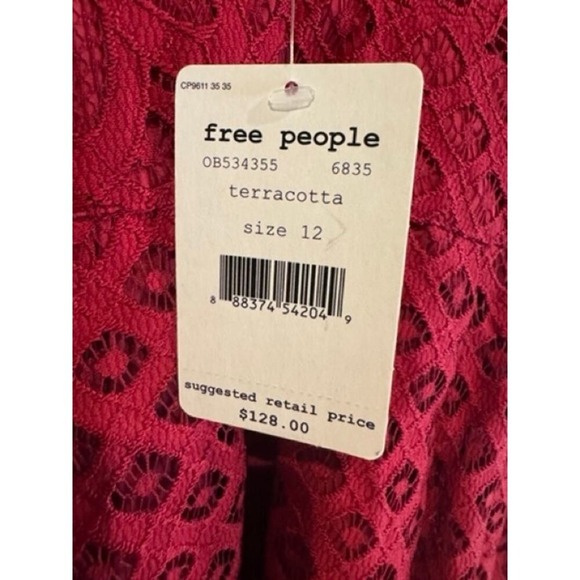 CP9611 35 35
free people
OB534355 6835
terracotta
size 12
8 88374 54204 9
suggested retail price
$128.00